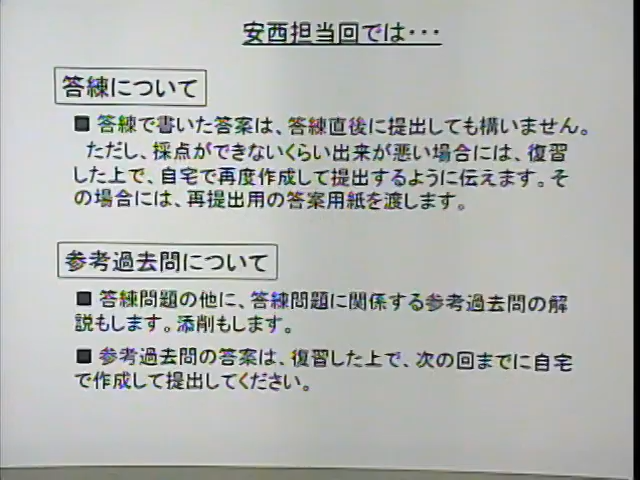 安西担当回では・・・
答練について
■ 答練で書いた答案は、答練直後に提出しても構いません。
ただし、採点ができないくらい出来が悪い場合には、復習
した上で、自宅で再度作成して提出するように伝えます。そ
の場合には、再提出用の答案用紙を渡します。
参考過去問について
■ 答練問題の他に、答練問題に関係する参考過去問の解
説もします。添削もします。
■ 参考過去問の答案は、復習した上で、次の回までに自宅
で作成して提出してください。